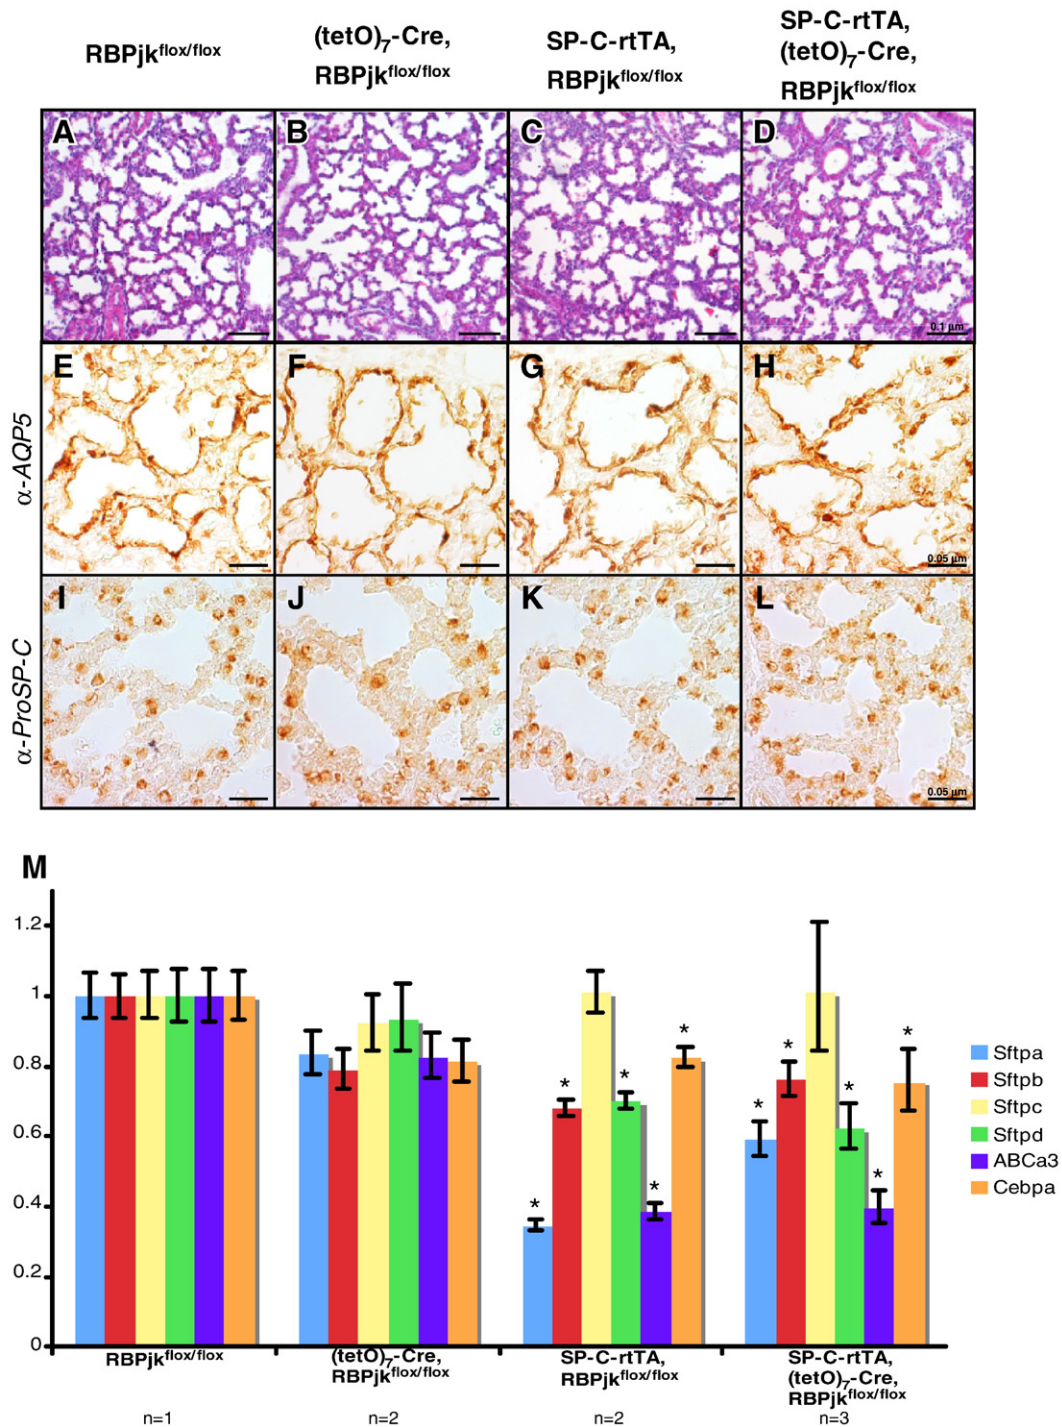 RBPjkflox/flox
(tetO)7-Cre,
RBPjkflox/flox
SP-C-rtTA,
RBPjkflox/flox
SP-C-rtTA,
(tetO)7-Cre,
RBPjkflox/flox
A
B
C
D
0.1 µm
α-AQP5
E
F
G
H
0.05 µm
α-ProSP-C
I
J
K
L
0.05 µm
M
1.2
1
0.8
0.6
0.4
0.2
0
* * * * *
* * * * *
Sftpa
Sftpb
Sftpc
Sftpd
ABCa3
Cebpa
RBPjkflox/flox
n=1
(tetO)7-Cre,
RBPjkflox/flox
n=2
SP-C-rtTA,
RBPjkflox/flox
n=2
SP-C-rtTA,
(tetO)7-Cre,
RBPjkflox/flox
n=3